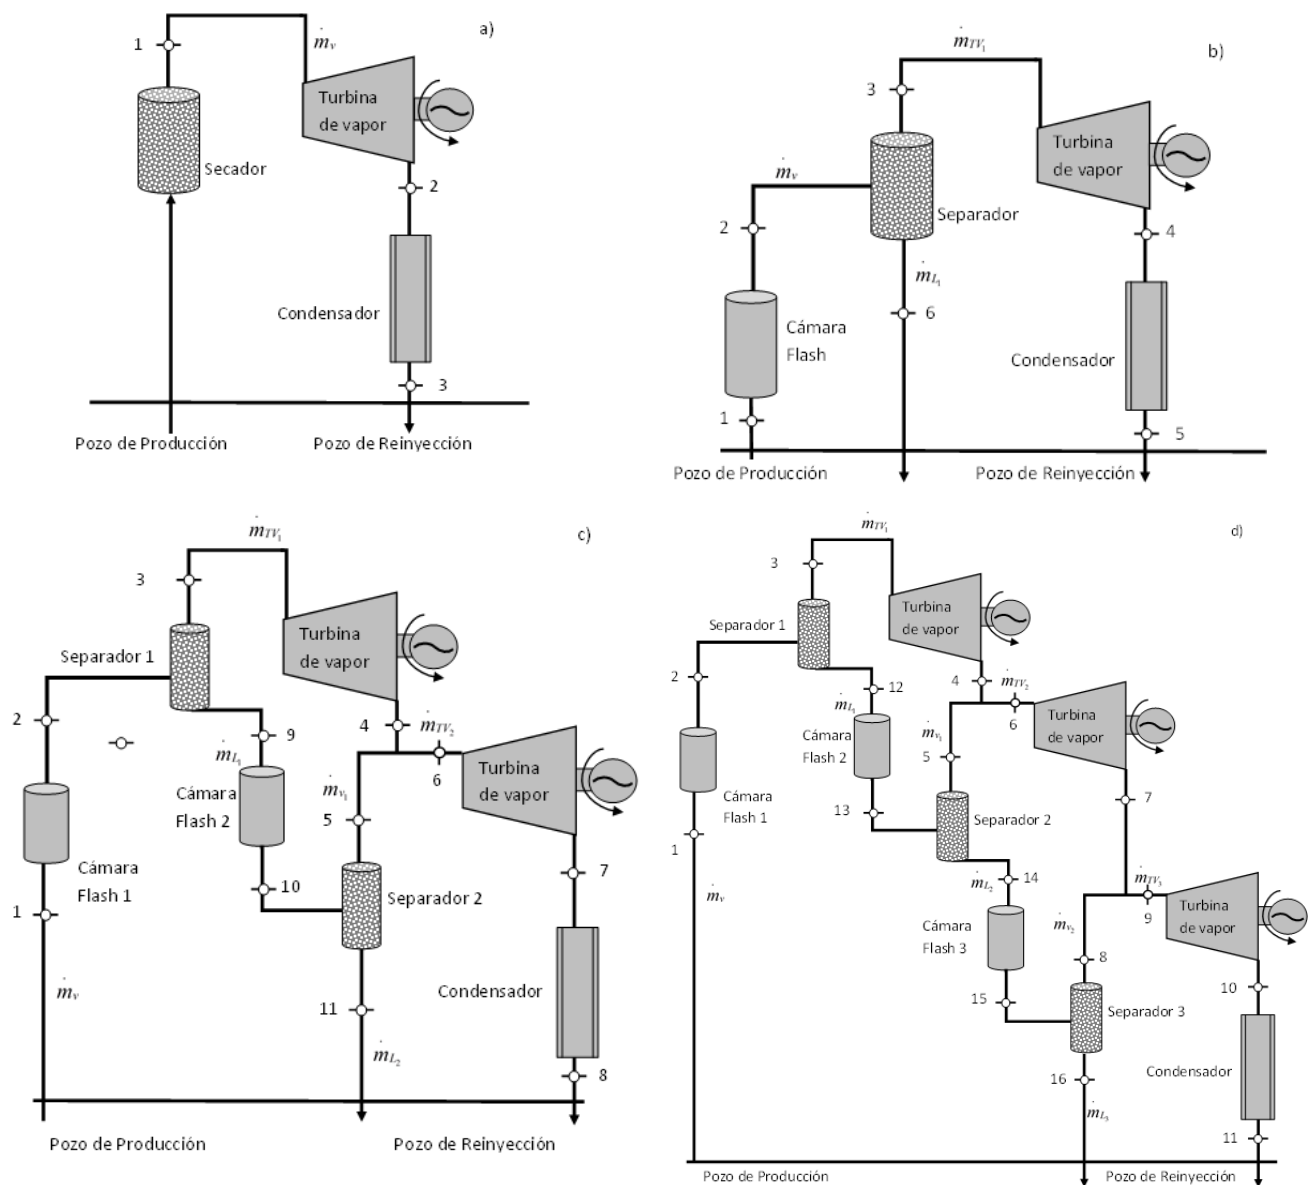 a)
1
ṁv
Turbina
de vapor
Secador
2
Condensador
3
Pozo de Producción
Pozo de Reinyección
b)
ṁTV1
3
Turbina
de vapor
ṁv
Separador
2
4
ṁL1
6
Cámara
Flash
Condensador
1
5
Pozo de Producción
Pozo de Reinyección
c)
ṁTV1
3
Turbina
de vapor
Separador 1
2
9
4
ṁTV2
ṁL1
6
Turbina
de vapor
Cámara
Flash 2
ṁv1
5
Cámara
Flash 1
10
Separador 2
7
1
Condensador
ṁv
11
ṁL2
8
Pozo de Producción
Pozo de Reinyección
d)
ṁTV1
3
Turbina
de vapor
Separador 1
2
12
4
ṁTV2
ṁL1
6
Turbina
de vapor
Cámara
Flash 2
ṁv1
5
Cámara
Flash 1
13
Separador 2
7
1
ṁv
ṁL2
14
ṁTV3
9
Turbina
de vapor
Cámara
Flash 3
ṁv2
8
15
Separador 3
10
16
Condensador
ṁL3
11
Pozo de Producción
Pozo de Reinyección